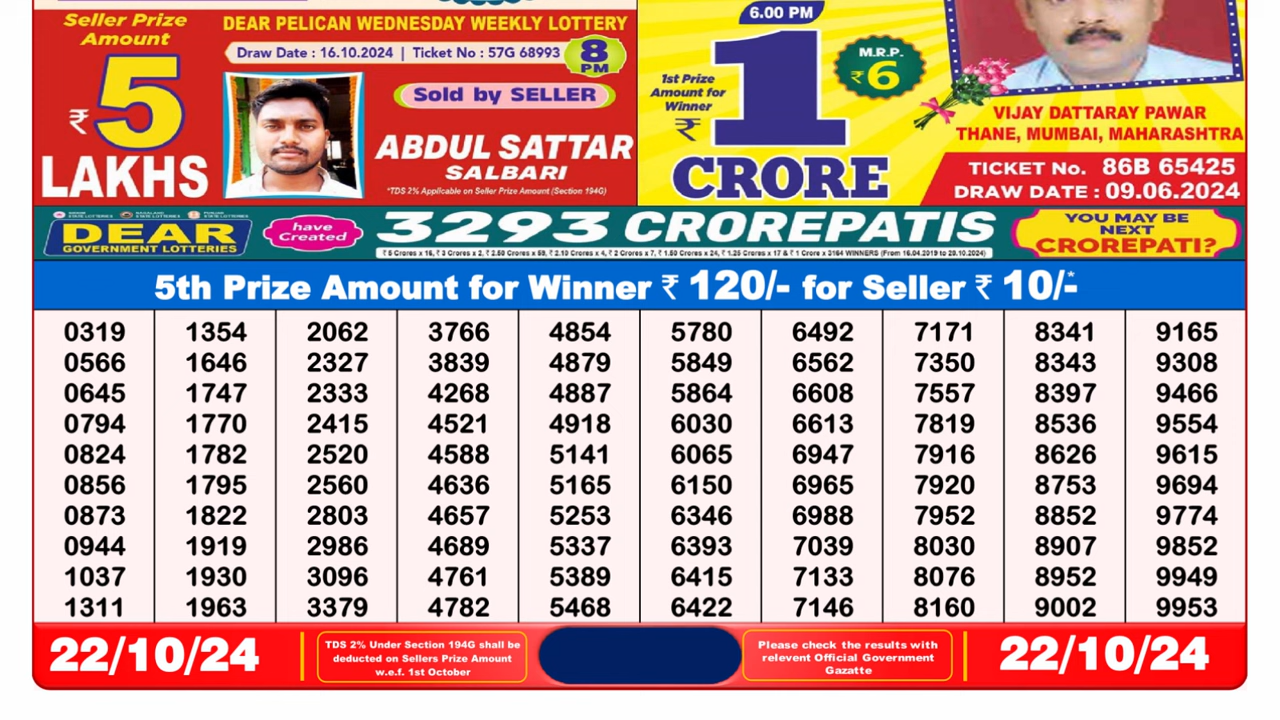 Seller Prize
Amount
₹5
LAKHS
DEAR PELICAN WEDNESDAY WEEKLY LOTTERY
Draw Date : 16.10.2024 | Ticket No : 57G 68993
8
PM
Sold by SELLER
ABDUL SATTAR
SALBARI
*TDS 2% Applicable on Seller Prize Amount (Section 194G)
6.00 PM
1st Prize
Amount for
Winner
₹
1
CRORE
M.R.P.
₹6
VIJAY DATTARAY PAWAR
THANE, MUMBAI, MAHARASHTRA
TICKET No. 86B 65425
DRAW DATE : 09.06.2024
DEAR
GOVERNMENT LOTTERIES
have
Created
3293 CROREPATIS
YOU MAY BE
NEXT
CROREPATI?
5th Prize Amount for Winner ₹ 120/- for Seller ₹ 10/-*
0319 1354 2062 3766 4854 5780 6492 7171 8341 9165
0566 1646 2327 3839 4879 5849 6562 7350 8343 9308
0645 1747 2333 4268 4887 5864 6608 7557 8397 9466
0794 1770 2415 4521 4918 6030 6613 7819 8536 9554
0824 1782 2520 4588 5141 6065 6947 7916 8626 9615
0856 1795 2560 4636 5165 6150 6965 7920 8753 9694
0873 1822 2803 4657 5253 6346 6988 7952 8852 9774
0944 1919 2986 4689 5337 6393 7039 8030 8907 9852
1037 1930 3096 4761 5389 6415 7133 8076 8952 9949
1311 1963 3379 4782 5468 6422 7146 8160 9002 9953
22/10/24
TDS 2% Under Section 194G shall be
deducted on Sellers Prize Amount
w.e.f. 1st October
Please check the results with
relevent Official Government
Gazatte
22/10/24